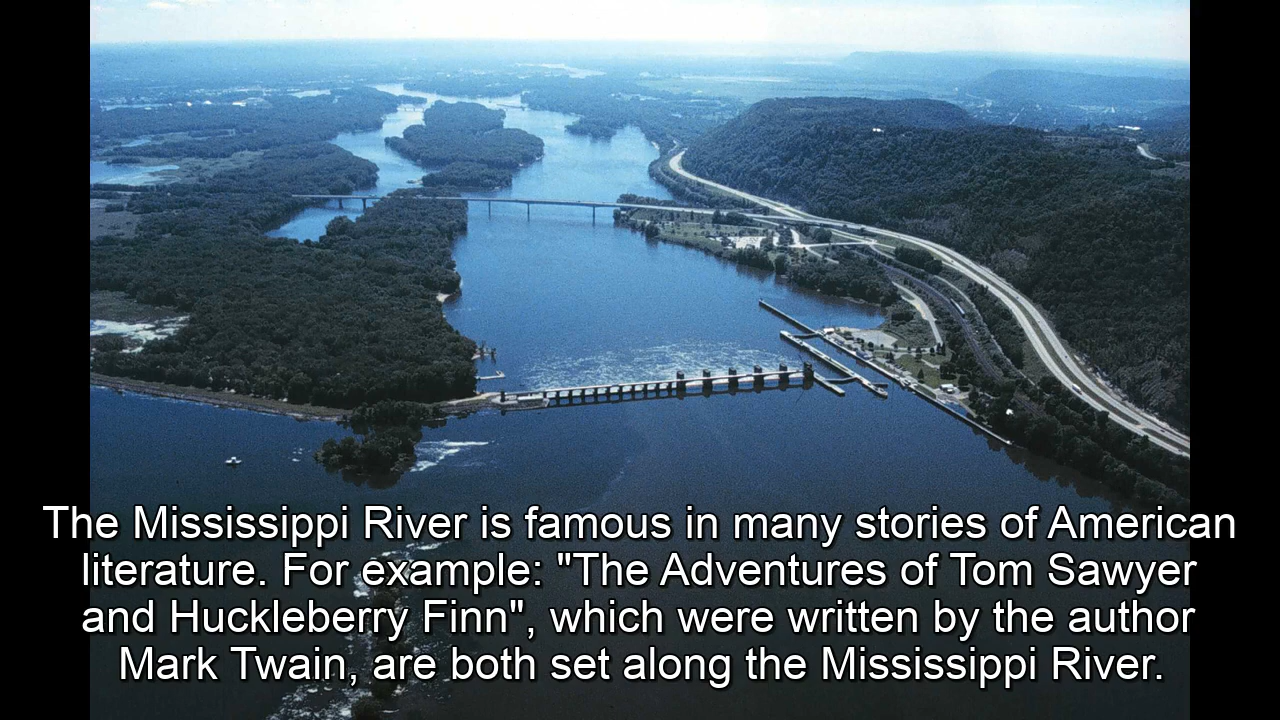 The Mississippi River is famous in many stories of American
literature. For example: "The Adventures of Tom Sawyer
and Huckleberry Finn", which were written by the author
Mark Twain, are both set along the Mississippi River.